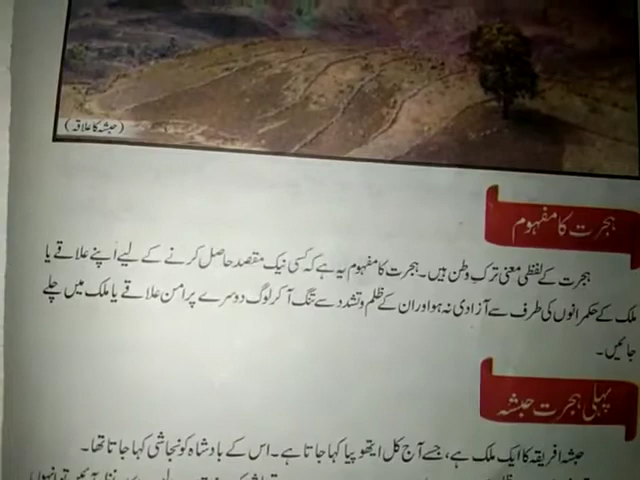 (حبشہ کا علاقہ)
ہجرت کا مفہوم
ہجرت کے لفظی معنی ترکِ وطن ہیں۔ ہجرت کا مفہوم یہ ہے کہ کسی نیک مقصد حاصل کرنے کے لیے اپنے علاقے یا
ملک کے حکمرانوں کی طرف سے آزادی نہ ہو اور ان کے ظلم و تشدد سے تنگ آ کر لوگ دوسرے پرامن علاقے یا ملک میں چلے
جائیں۔
پہلی ہجرت حبشہ
حبشہ افریقہ کا ایک ملک ہے، جسے آج کل ایتھوپیا کہا جاتا ہے۔ اس کے بادشاہ کو نجاشی کہا جاتا تھا۔